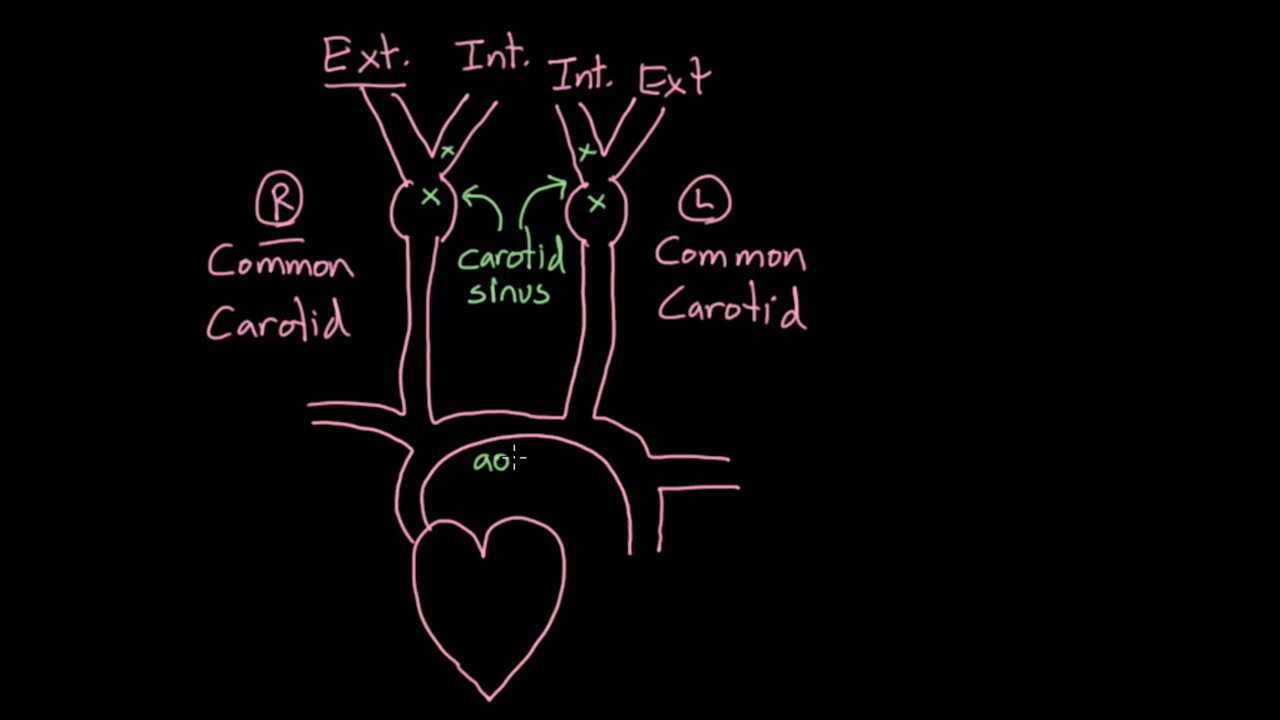 Ext. Int. Int. Ext
R
Common
Carotid
carotid
sinus
L
Common
Carotid
ao